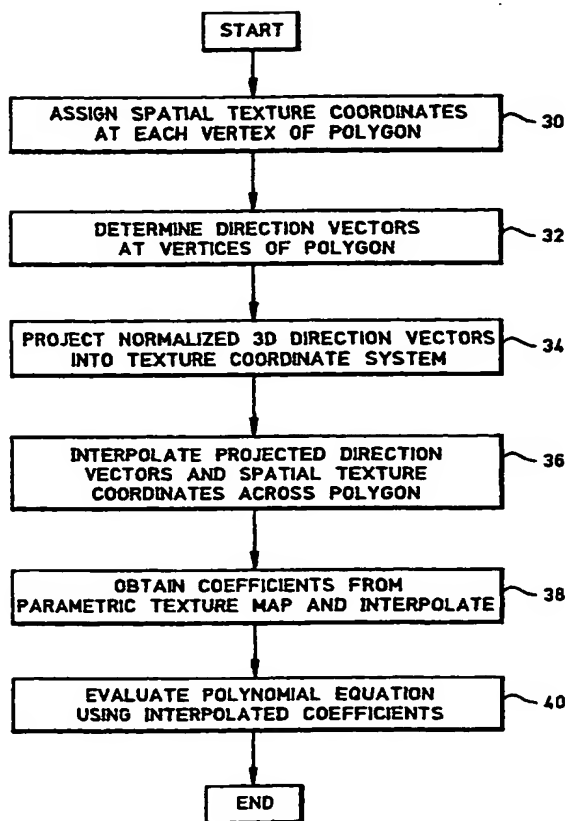 START
ASSIGN SPATIAL TEXTURE COORDINATES
AT EACH VERTEX OF POLYGON
30
DETERMINE DIRECTION VECTORS
AT VERTICES OF POLYGON
32
PROJECT NORMALIZED 3D DIRECTION VECTORS
INTO TEXTURE COORDINATE SYSTEM
34
INTERPOLATE PROJECTED DIRECTION
VECTORS AND SPATIAL TEXTURE
COORDINATES ACROSS POLYGON
36
OBTAIN COEFFICIENTS FROM
PARAMETRIC TEXTURE MAP AND INTERPOLATE
38
EVALUATE POLYNOMIAL EQUATION
USING INTERPOLATED COEFFICIENTS
40
END